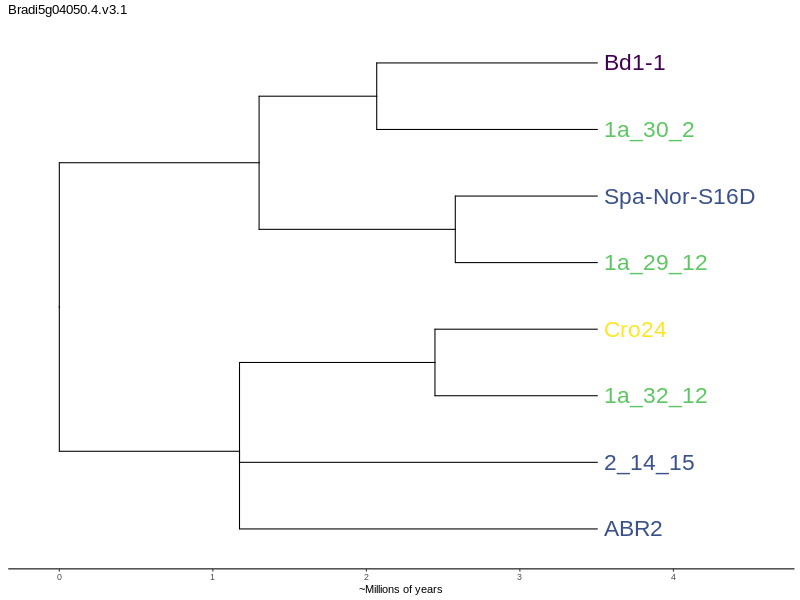 Bradi5g04050.4.v3.1
Bd1-1
1a_30_2
Spa-Nor-S16D
1a_29_12
Cro24
1a_32_12
2_14_15
ABR2
0 1 2 3 4
~Millions of years